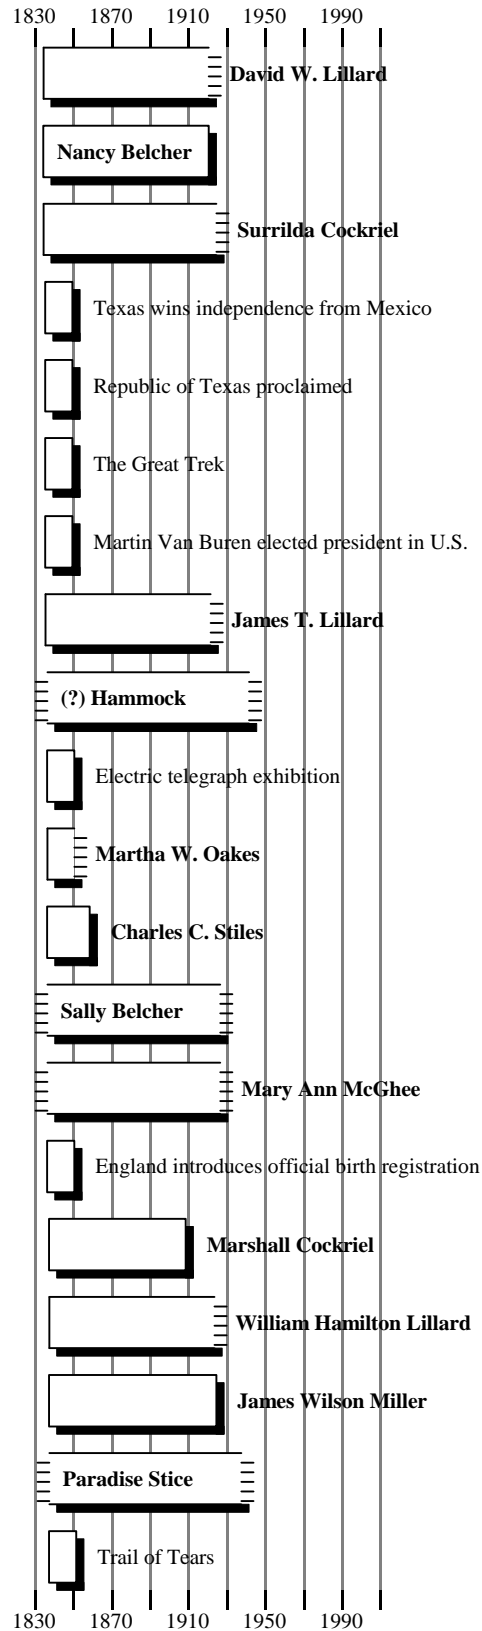 1830 1870 1910 1950 1990
David W. Lillard
Nancy Belcher
Surrilda Cockriel
Texas wins independence from Mexico
Republic of Texas proclaimed
The Great Trek
Martin Van Buren elected president in U.S.
James T. Lillard
(?) Hammock
Electric telegraph exhibition
Martha W. Oakes
Charles C. Stiles
Sally Belcher
Mary Ann McGhee
England introduces official birth registration
Marshall Cockriel
William Hamilton Lillard
James Wilson Miller
Paradise Stice
Trail of Tears
1830 1870 1910 1950 1990